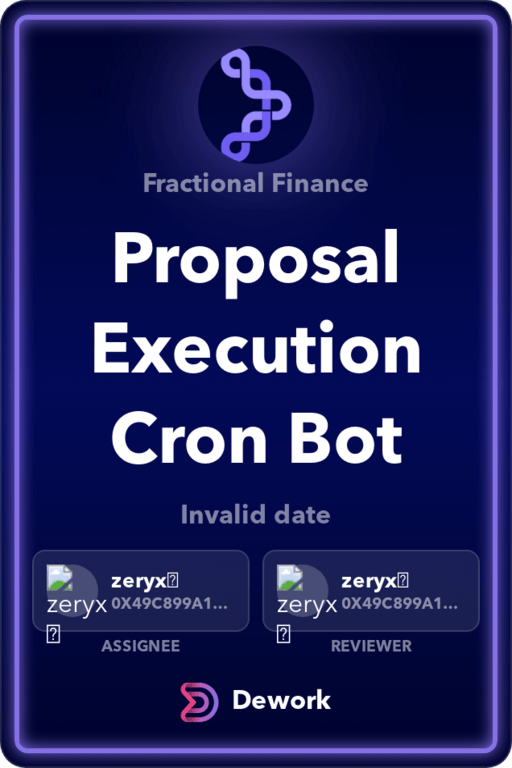 Fractional Finance
Proposal
Execution
Cron Bot
Invalid date
zeryx
0X49C899A1...
zeryx
ASSIGNEE
zeryx
0X49C899A1...
zeryx
REVIEWER
Dework